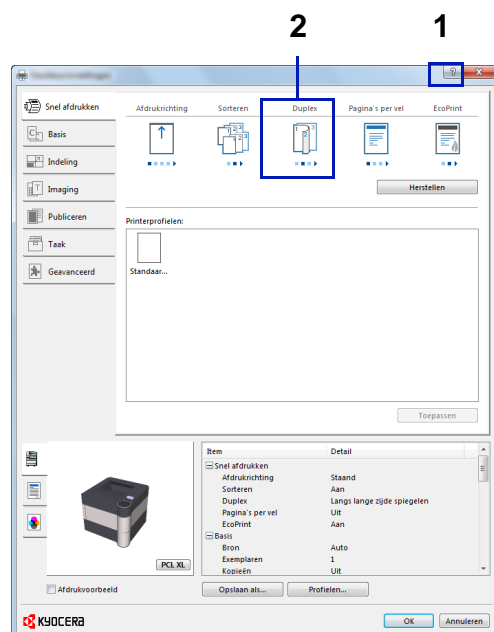 2 1
? x
Snel afdrukken
Basis
Indeling
Imaging
Publiceren
Taak
Geavanceerd
Afdrukrichting Sorteren Duplex Pagina's per vel EcoPrint
Herstellen
Printerprofielen:
Standaar...
Toepassen
PCL XL
Afdrukvoorbeeld
Item Detail
Snel afdrukken
Afdrukrichting Staand
Sorteren Aan
Duplex Langs lange zijde spiegelen
Pagina's per vel Uit
EcoPrint Aan
Basis
Bron Auto
Exemplaren 1
Kopieën Uit
Opslaan als... Profielen...
KYOCERA
OK Annuleren